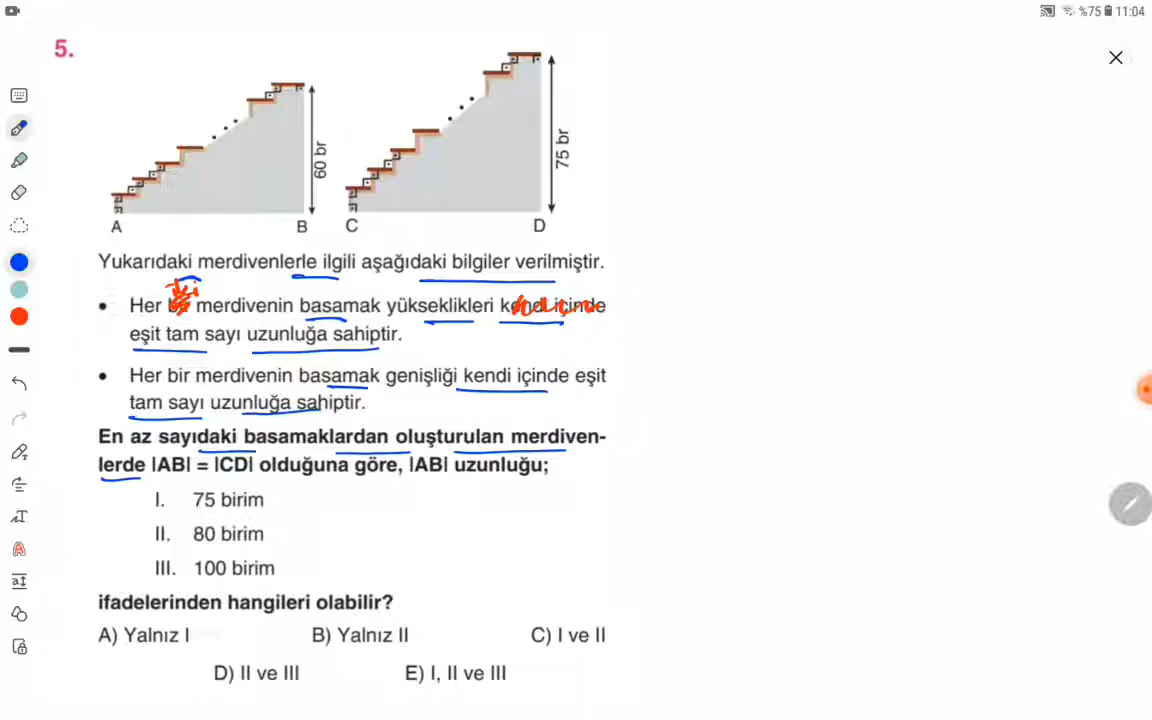 %75 11:04
5.
60 br
75 br
A B C D
Yukarıdaki merdivenlerle ilgili aşağıdaki bilgiler verilmiştir.
• Her bir merdivenin basamak yükseklikleri kendi içinde
eşit tam sayı uzunluğa sahiptir.
• Her bir merdivenin basamak genişliği kendi içinde eşit
tam sayı uzunluğa sahiptir.
En az sayıdaki basamaklardan oluşturulan merdiven-
lerde |AB| = |CD| olduğuna göre, |AB| uzunluğu;
I. 75 birim
II. 80 birim
III. 100 birim
ifadelerinden hangileri olabilir?
A) Yalnız I B) Yalnız II C) I ve II
D) II ve III E) I, II ve III